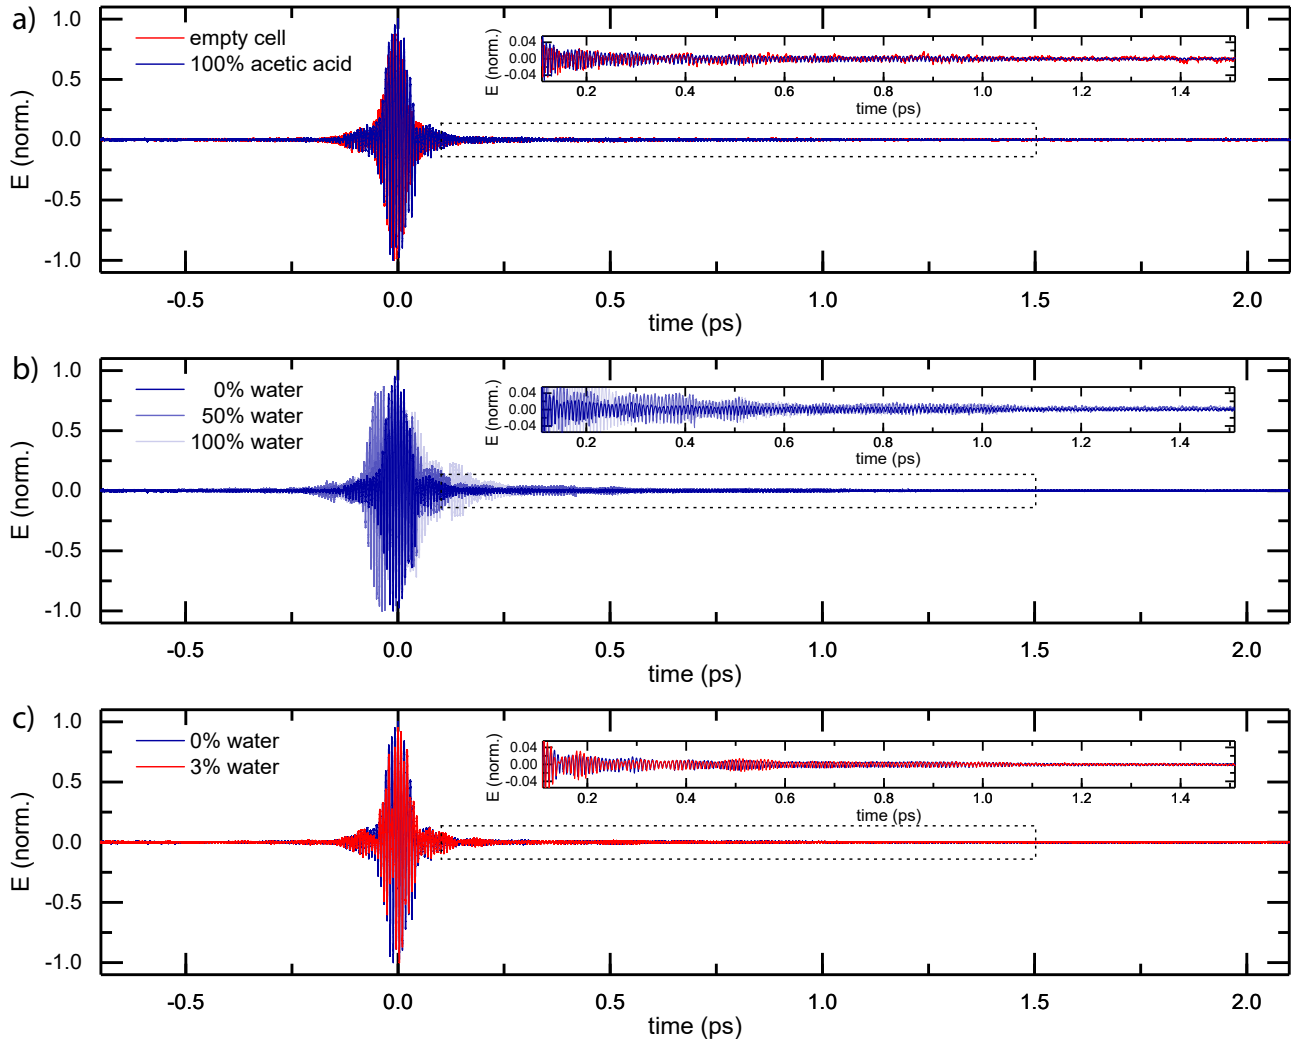 a)
1.0
0.5
0.0
-0.5
-1.0
E (norm.)
empty cell
100% acetic acid
E (norm.)
0.04
0.00
-0.04
0.2 0.4 0.6 0.8 1.0 1.2 1.4
time (ps)
-0.5 0.0 0.5 1.0 1.5 2.0
time (ps)
b)
1.0
0.5
0.0
-0.5
-1.0
E (norm.)
0% water
50% water
100% water
E (norm.)
0.04
0.00
-0.04
0.2 0.4 0.6 0.8 1.0 1.2 1.4
time (ps)
-0.5 0.0 0.5 1.0 1.5 2.0
time (ps)
c)
1.0
0.5
0.0
-0.5
-1.0
E (norm.)
0% water
3% water
E (norm.)
0.04
0.00
-0.04
0.2 0.4 0.6 0.8 1.0 1.2 1.4
time (ps)
-0.5 0.0 0.5 1.0 1.5 2.0
time (ps)